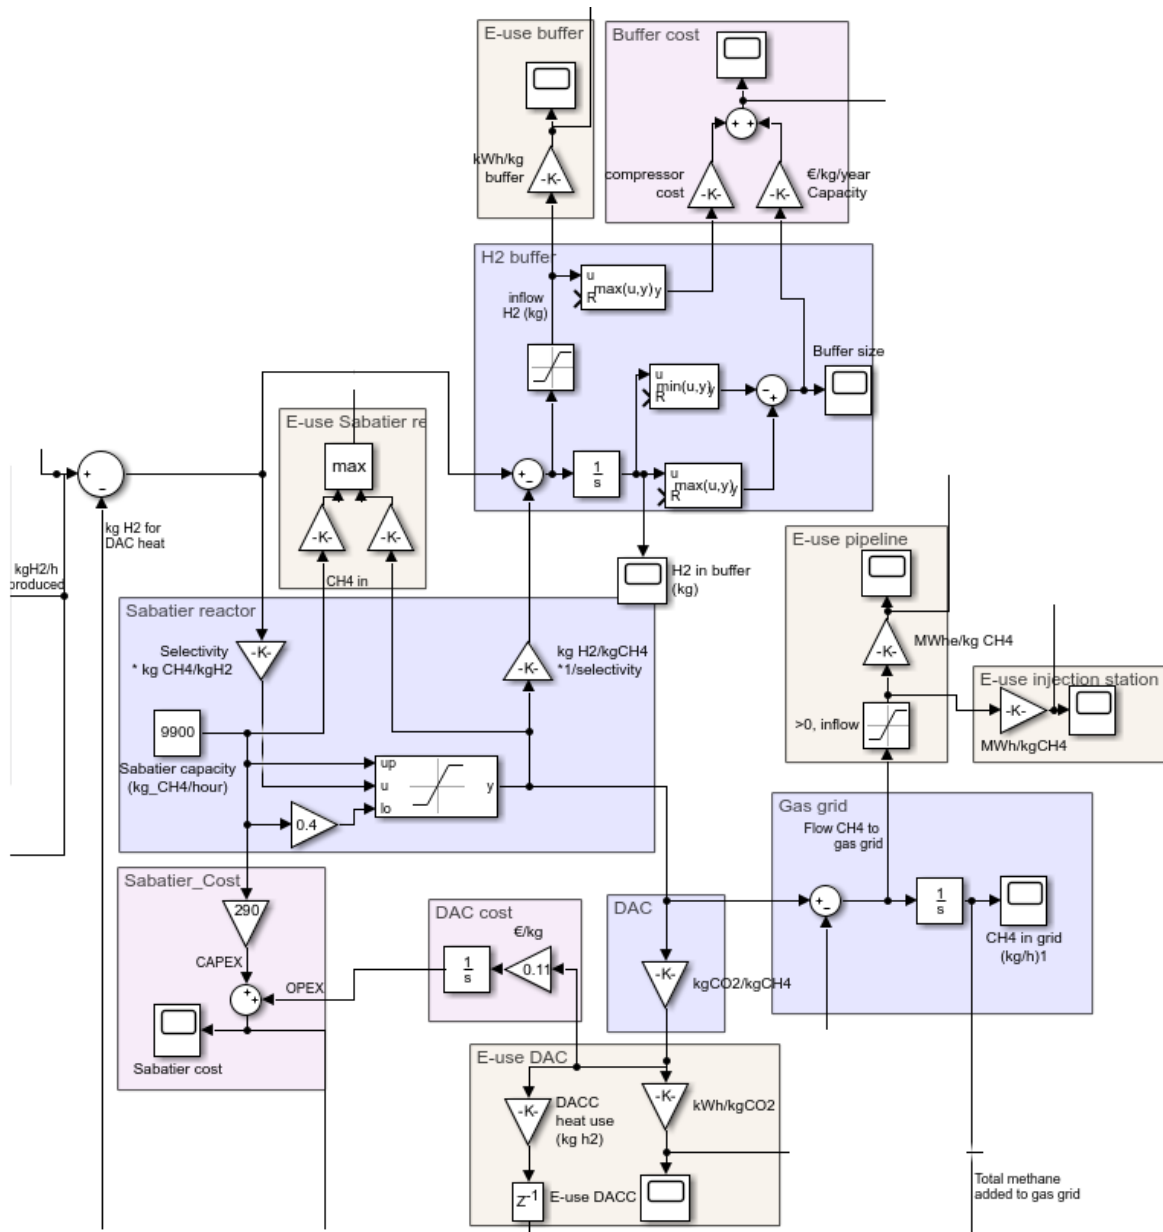 E-use buffer
kWh/kg
buffer
-K-
Buffer cost
+ +
compressor
cost
-K-
-K-
€/kg/year
Capacity
H2 buffer
u
R
max(u,y)
y
inflow
H2 (kg)
Buffer size
u
R
min(u,y)
y
-
+
+
-
1
s
u
R
max(u,y)
y
H2 in buffer
(kg)
+
-
kg H2 for
DAC heat
kgH2/h
produced
E-use Sabatier re
max
-K-
-K-
CH4 in
Sabatier reactor
Selectivity
* kg CH4/kgH2
-K-
-K-
kg H2/kgCH4
*1/selectivity
9900
Sabatier capacity
(kg_CH4/hour)
up
u
lo
y
0.4
E-use pipeline
-K-
MWhe/kg CH4
>0, inflow
E-use injection station
-K-
MWh/kgCH4
Gas grid
Flow CH4 to
gas grid
+
-
1
s
CH4 in grid
(kg/h)1
Sabatier_Cost
290
CAPEX
+
+
OPEX
Sabatier cost
DAC cost
€/kg
1
s
0.11
DAC
-K-
kgCO2/kgCH4
E-use DAC
-K-
DACC
heat use
(kg h2)
-K-
kWh/kgCO2
Z-1
E-use DACC
Total methane
added to gas grid